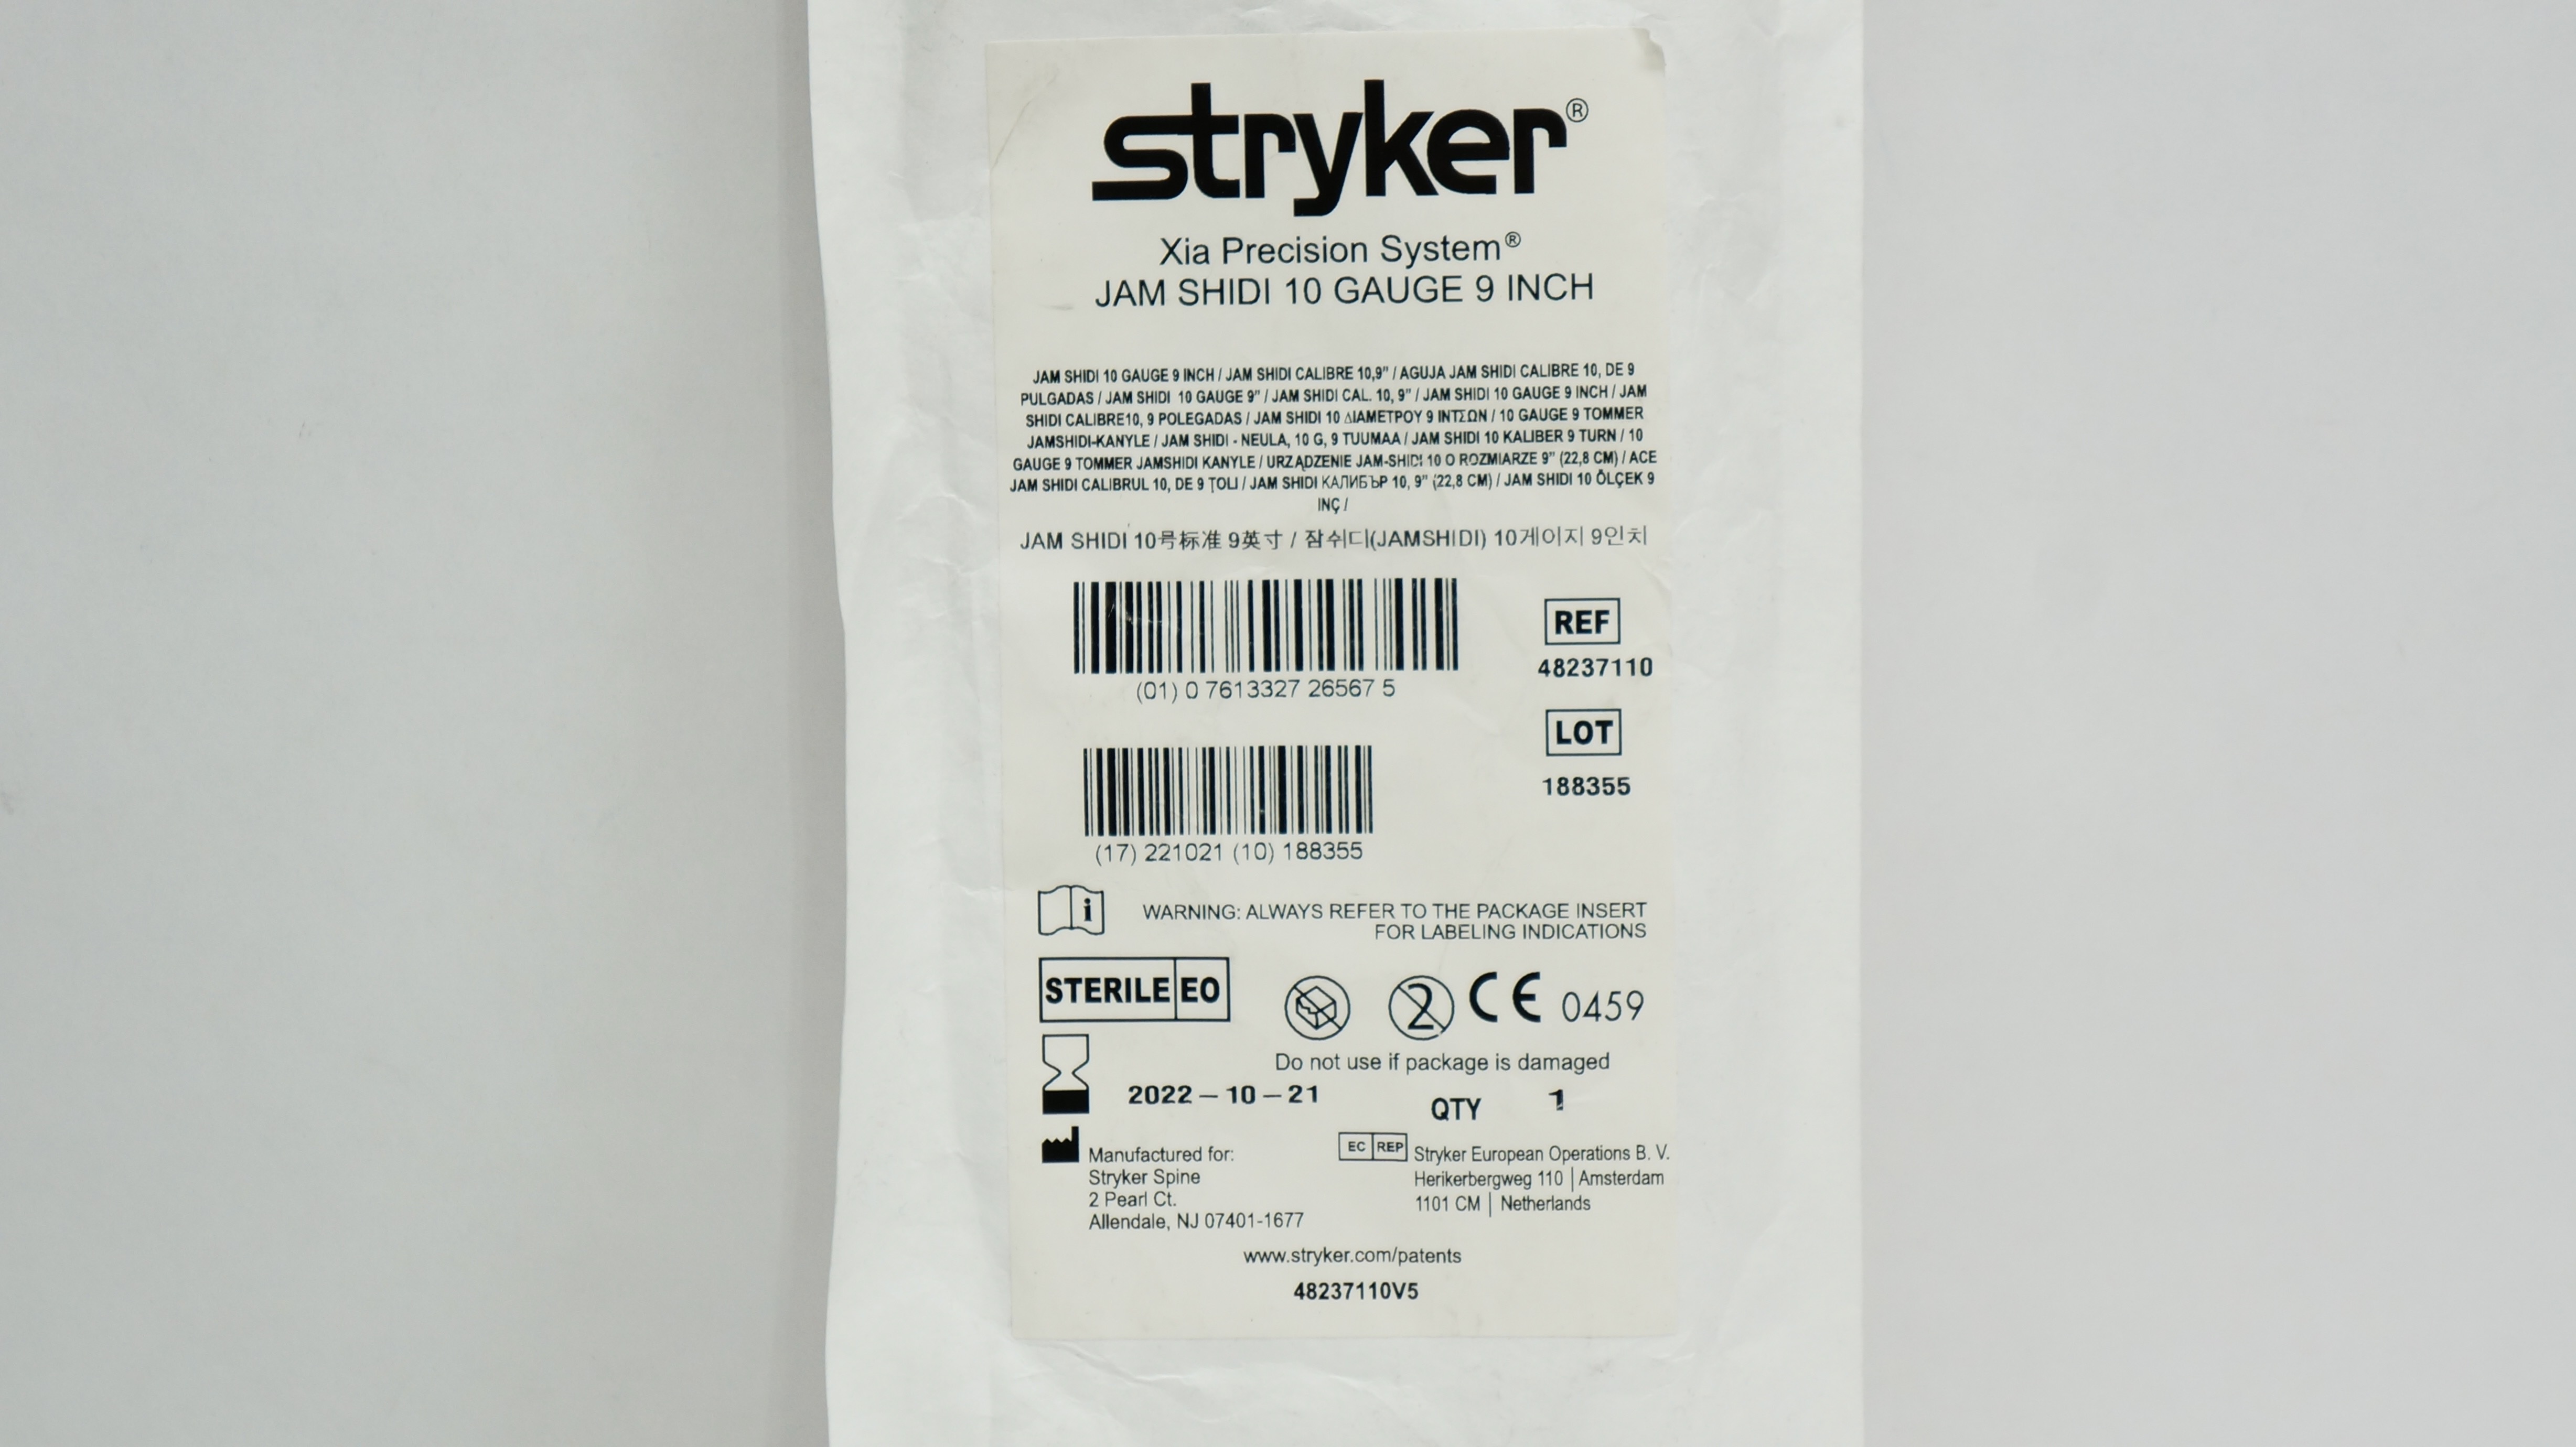 stryker®
Xia Precision System®
JAM SHIDI 10 GAUGE 9 INCH
JAM SHIDI 10 GAUGE 9 INCH / JAM SHIDI CALIBRE 10,9" / AGUJA JAM SHIDI CALIBRE 10, DE 9
PULGADAS / JAM SHIDI 10 GAUGE 9" / JAM SHIDI CAL. 10, 9" / JAM SHIDI 10 GAUGE 9 INCH / JAM
SHIDI CALIBRE10, 9 POLEGADAS / JAM SHIDI 10 ΔΙΑΜΕΤΡΟΥ 9 ΙΝΤΣΩΝ / 10 GAUGE 9 TOMMER
JAMSHIDI-KANYLE / JAM SHIDI - NEULA, 10 G, 9 TUUMAA / JAM SHIDI 10 KALIBER 9 TURN / 10
GAUGE 9 TOMMER JAMSHIDI KANYLE / URZĄDZENIE JAM-SHIDI 10 O ROZMIARZE 9" (22,8 CM) / ACE
JAM SHIDI CALIBRUL 10, DE 9 ŢOLI / JAM SHIDI КАЛИБЪР 10, 9" (22,8 CM) / JAM SHIDI 10 ÖLÇEK 9
INÇ /
JAM SHIDI 10号标准 9英寸 / 잠쉬디(JAMSHIDI) 10게이지 9인치
REF
(01) 0 7613327 26567 5
48237110
LOT
188355
(17) 221021 (10) 188355
i
WARNING: ALWAYS REFER TO THE PACKAGE INSERT
FOR LABELING INDICATIONS
STERILE EO
2
CE 0459
Do not use if package is damaged
2022 – 10 – 21
QTY 1
Manufactured for:
Stryker Spine
2 Pearl Ct.
Allendale, NJ 07401-1677
EC REP
Stryker European Operations B. V.
Herikerbergweg 110 | Amsterdam
1101 CM | Netherlands
www.stryker.com/patents
48237110V5